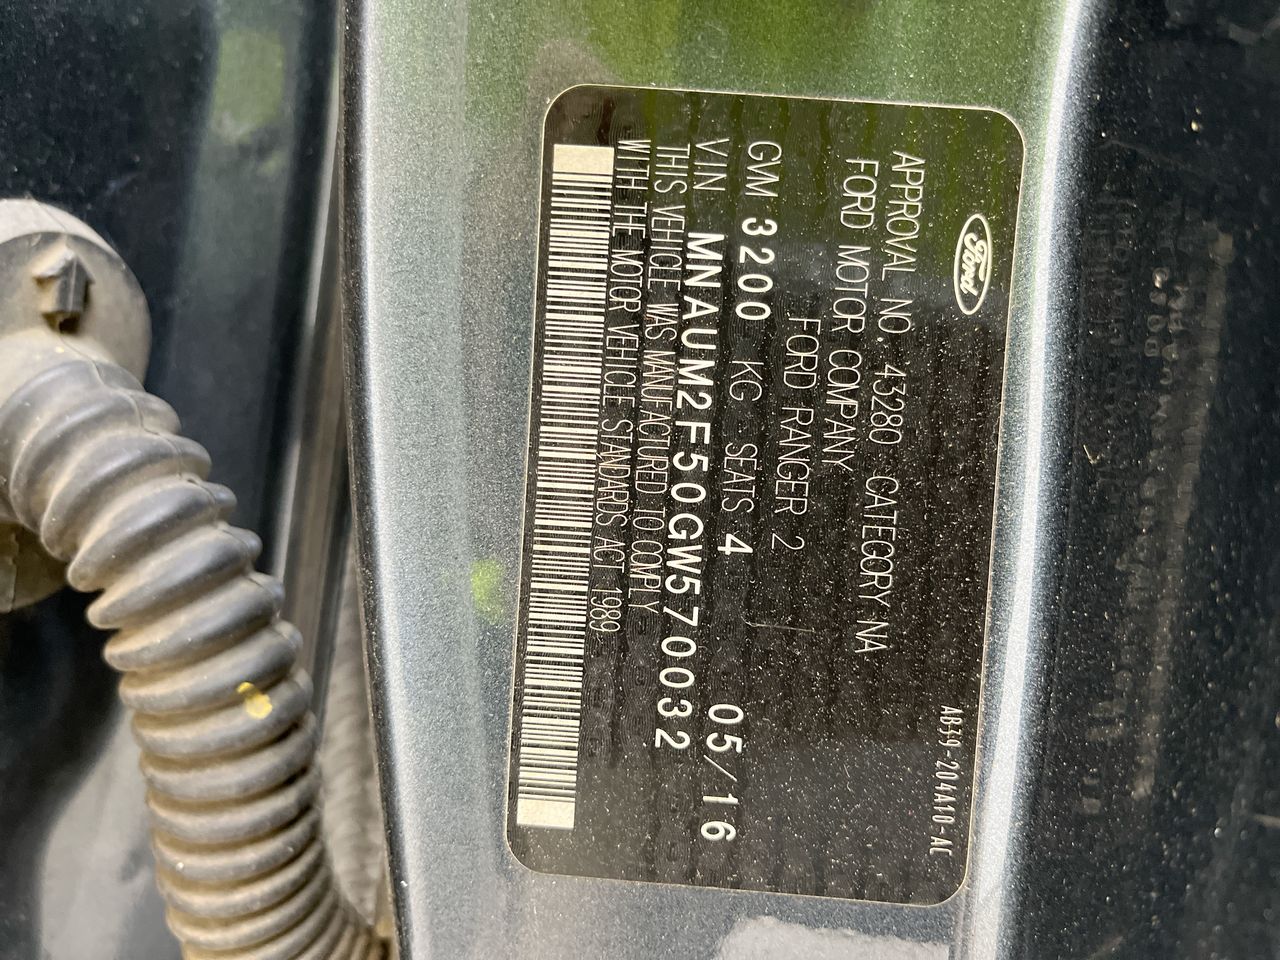 Ford
AB39-204A10-AC
APPROVAL NO. 43280 CATEGORY NA
FORD MOTOR COMPANY
FORD RANGER 2
GVM 3200 KG SEATS 4
VIN MNAUM2F50GW570032 05/16
THIS VEHICLE WAS MANUFACTURED TO COMPLY
WITH THE MOTOR VEHICLE STANDARDS ACT 1989